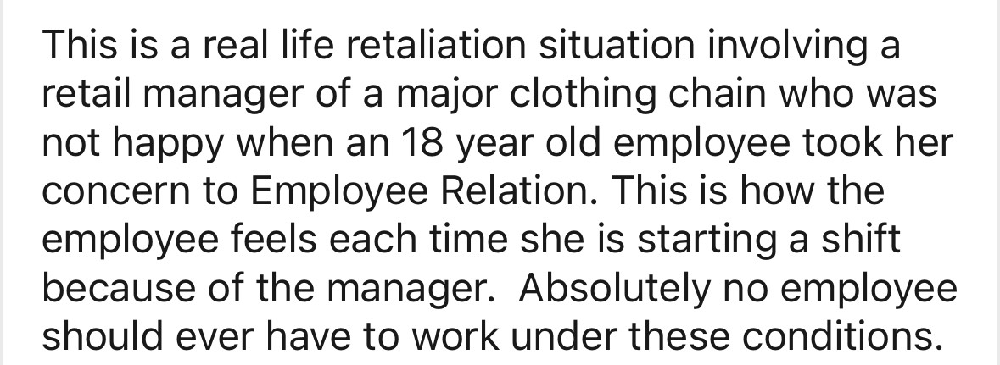 This is a real life retaliation situation involving a
retail manager of a major clothing chain who was
not happy when an 18 year old employee took her
concern to Employee Relation. This is how the
employee feels each time she is starting a shift
because of the manager.  Absolutely no employee
should ever have to work under these conditions.